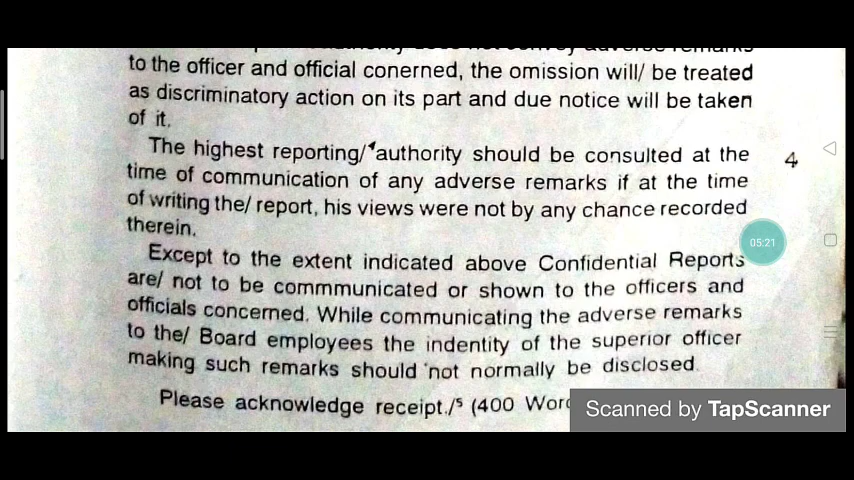 to the officer and official conerned, the omission will/ be treated
as discriminatory action on its part and due notice will be taken
of it.
The highest reporting/⁴authority should be consulted at the
time of communication of any adverse remarks if at the time
of writing the/ report, his views were not by any chance recorded
therein.
4
Except to the extent indicated above Confidential Reports
are/ not to be commmunicated or shown to the officers and
officials concerned. While communicating the adverse remarks
to the/ Board employees the indentity of the superior officer
making such remarks should not normally be disclosed.
Please acknowledge receipt./⁵ (400
05:21
Scanned by TapScanner